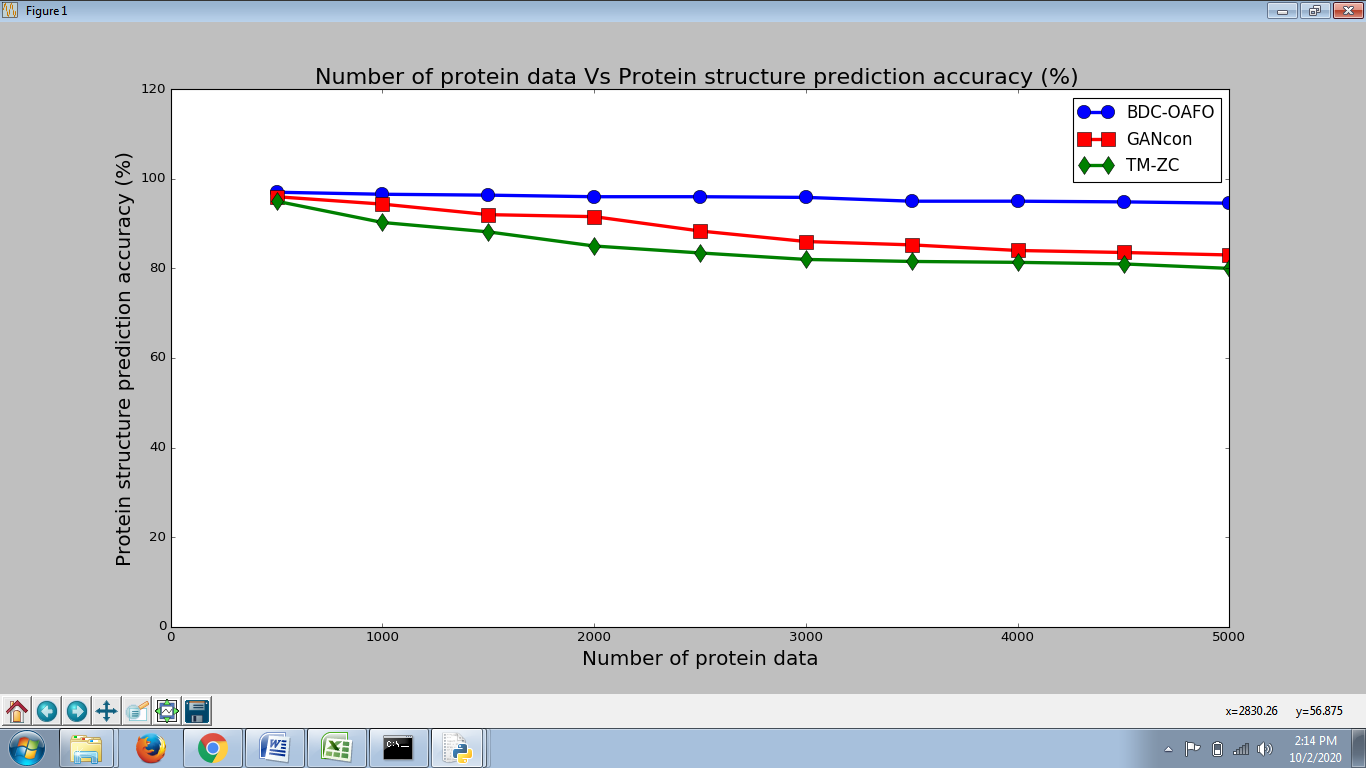 Figure 1
Number of protein data Vs Protein structure prediction accuracy (%)
120
100
80
60
40
20
0
Protein structure prediction accuracy (%)
BDC-OAFO
GANcon
TM-ZC
0 1000 2000 3000 4000 5000
Number of protein data
x=2830.26 y=56.875
C:\
2:14 PM
10/2/2020